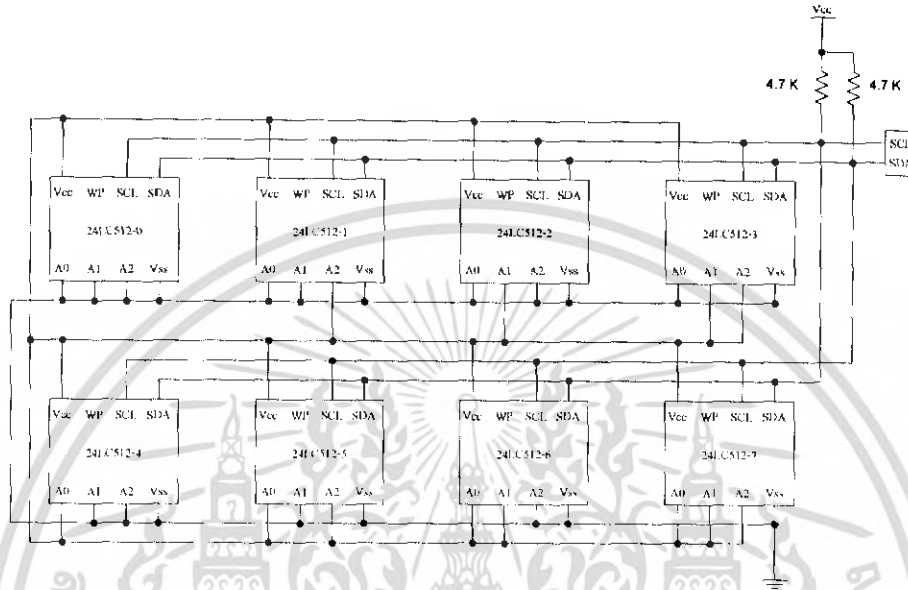 Vcc
4.7 K 4.7 K
SCL
SDA
Vcc WP SCL SDA
24LC512-0
A0 A1 A2 Vss
Vcc WP SCL SDA
24LC512-1
A0 A1 A2 Vss
Vcc WP SCL SDA
24LC512-2
A0 A1 A2 Vss
Vcc WP SCL SDA
24LC512-3
A0 A1 A2 Vss
Vcc WP SCL SDA
24LC512-4
A0 A1 A2 Vss
Vcc WP SCL SDA
24LC512-5
A0 A1 A2 Vss
Vcc WP SCL SDA
24LC512-6
A0 A1 A2 Vss
Vcc WP SCL SDA
24LC512-7
A0 A1 A2 Vss